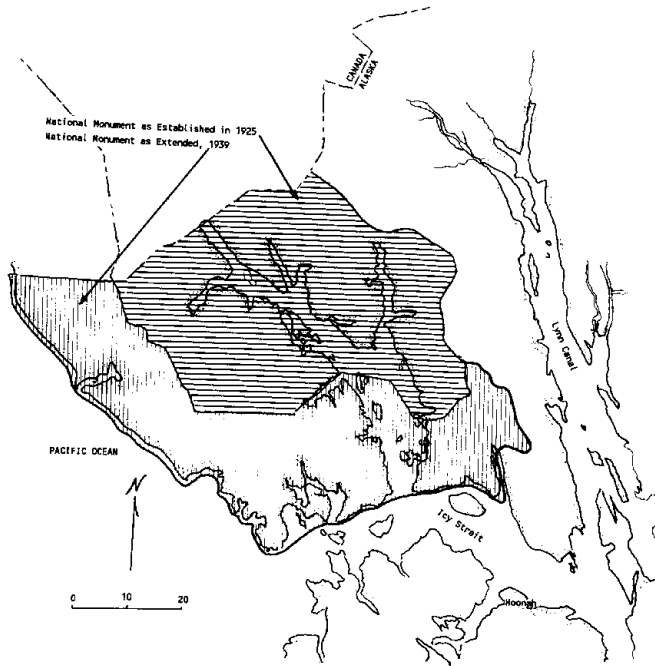 CANADA
ALASKA
National Monument as Established in 1925
National Monument as Extended, 1939
Lynn Canal
PACIFIC OCEAN
N
Icy Strait
0 10 20
Hoonah